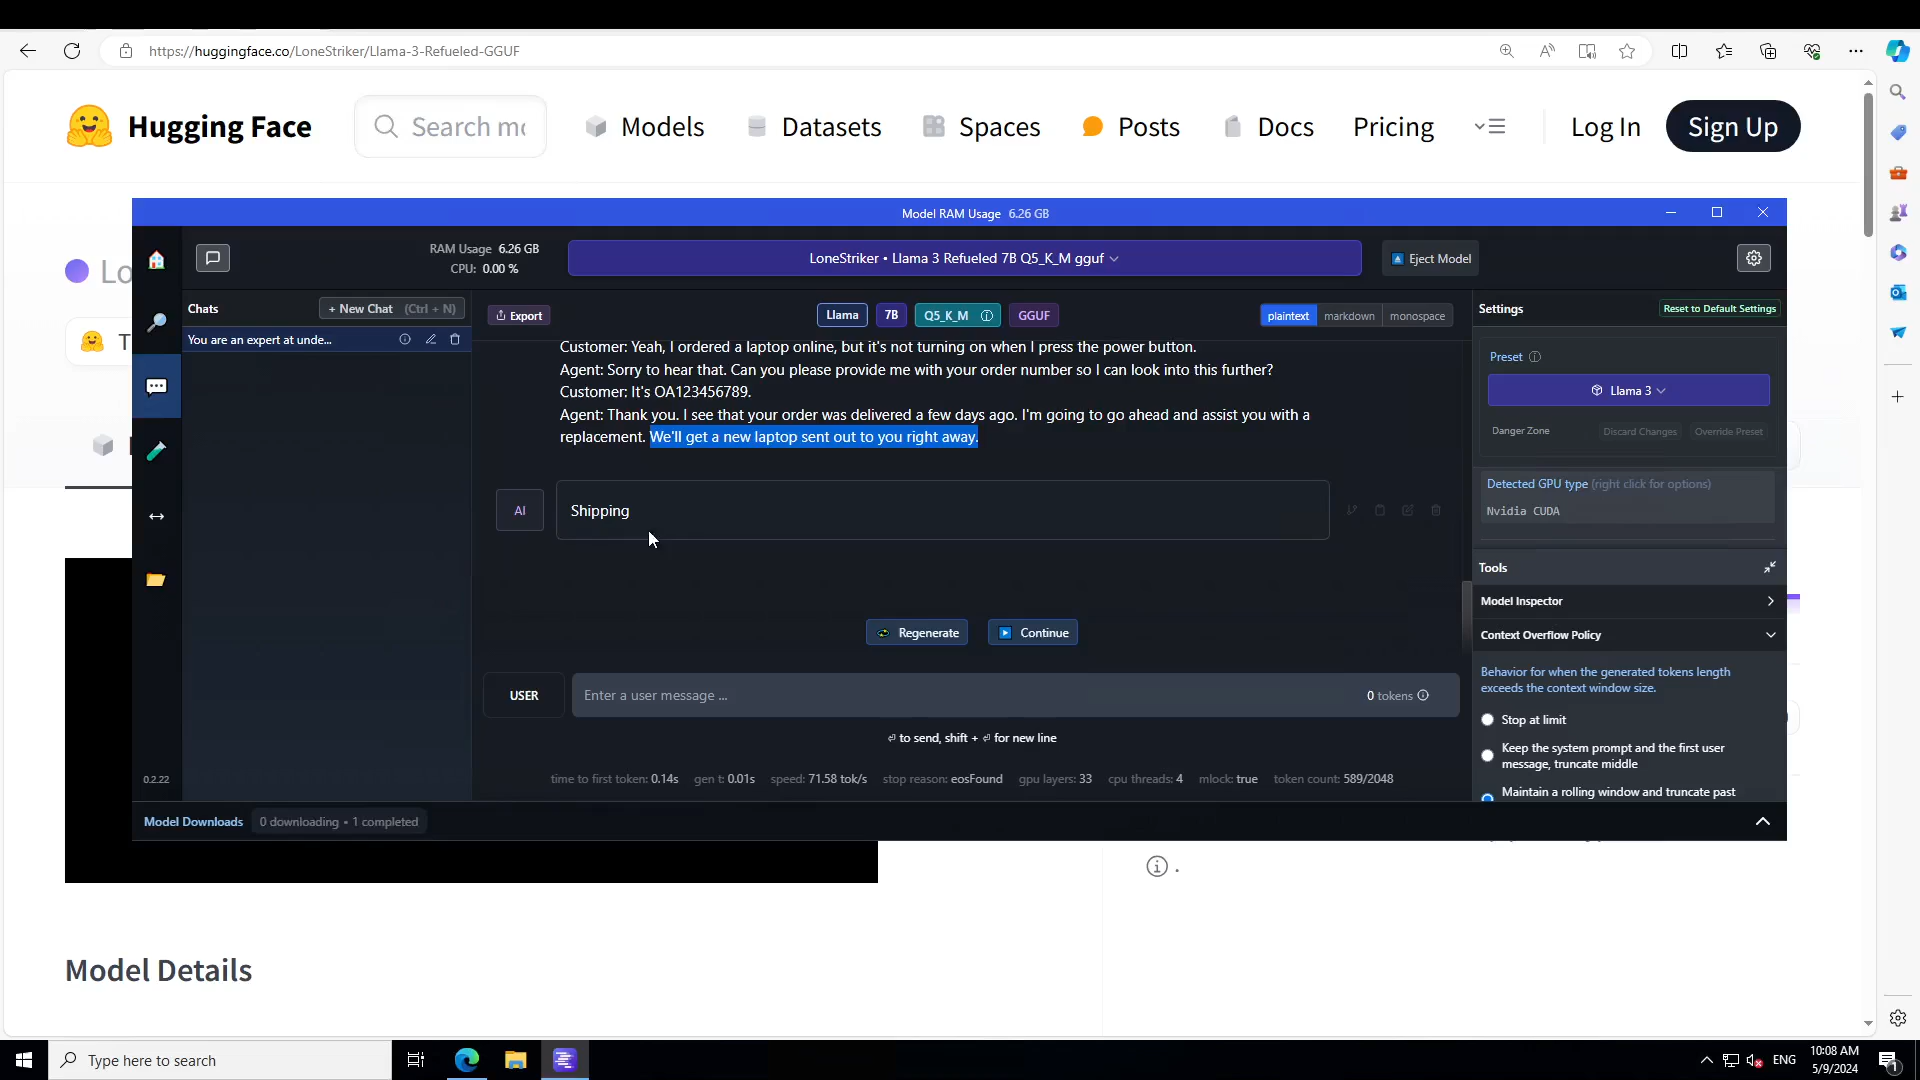 https://huggingface.co/LoneStriker/Llama-3-Refueled-GGUF
Hugging Face
Search mo
Models
Datasets
Spaces
Posts
Docs
Pricing
Log In
Sign Up
Lo
T
Model RAM Usage 6.26 GB
RAM Usage 6.26 GB
CPU: 0.00 %
LoneStriker • Llama 3 Refueled 7B Q5_K_M gguf
Eject Model
Chats
+ New Chat (Ctrl + N)
Export
Llama
7B
Q5_K_M
GGUF
plaintext
markdown
monospace
Settings
Reset to Default Settings
You are an expert at unde...
Customer: Yeah, I ordered a laptop online, but it's not turning on when I press the power button.
Agent: Sorry to hear that. Can you please provide me with your order number so I can look into this further?
Customer: It's OA123456789.
Agent: Thank you. I see that your order was delivered a few days ago. I'm going to go ahead and assist you with a
replacement. We'll get a new laptop sent out to you right away.
AI
Shipping
Regenerate
Continue
USER
Enter a user message ...
0 tokens
⏎ to send, shift + ⏎ for new line
time to first token: 0.14s gen t: 0.01s speed: 71.58 tok/s stop reason: eosFound gpu layers: 33 cpu threads: 4 mlock: true token count: 589/2048
Preset
Llama 3
Danger Zone
Discard Changes
Override Preset
Detected GPU type (right click for options)
Nvidia CUDA
Tools
Model Inspector
Context Overflow Policy
Behavior for when the generated tokens length
exceeds the context window size.
Stop at limit
Keep the system prompt and the first user
message, truncate middle
Maintain a rolling window and truncate past
0.2.22
Model Downloads
0 downloading • 1 completed
.
Model Details
Type here to search
ENG
10:08 AM
5/9/2024
1